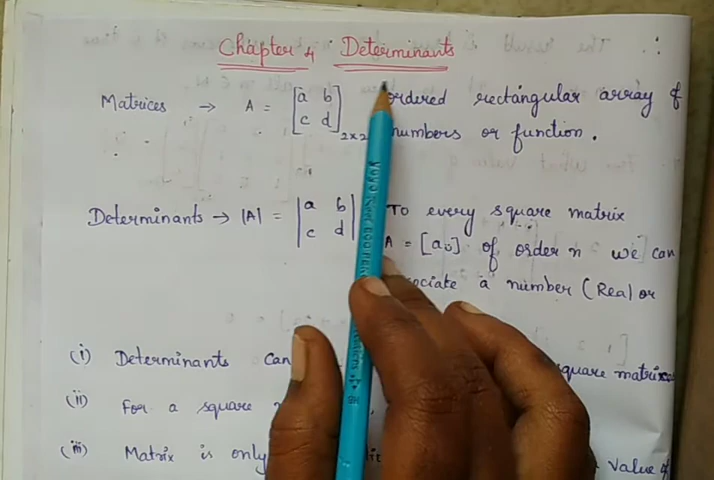 Chapter 4 Determinants
Matrices → A = [a b
c d] 2x2 ordered rectangular array of
numbers or function.
Determinants → |A| = |a b
c d| To every square matrix
A = [aij] of order n we can
a number (Real or
(i) Determinants can square matrix
(ii) For a square
(iii) Matrix is only value of